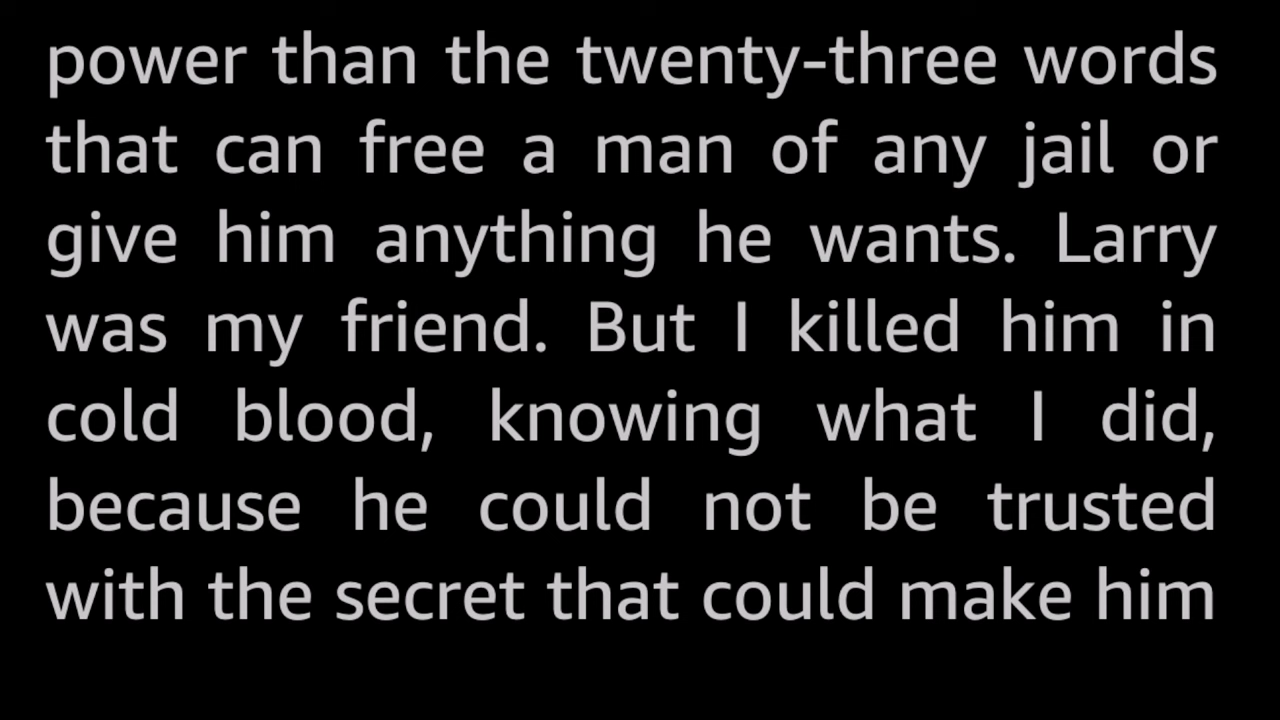 power than the twenty-three words
that can free a man of any jail or
give him anything he wants. Larry
was my friend. But I killed him in
cold blood, knowing what I did,
because he could not be trusted
with the secret that could make him